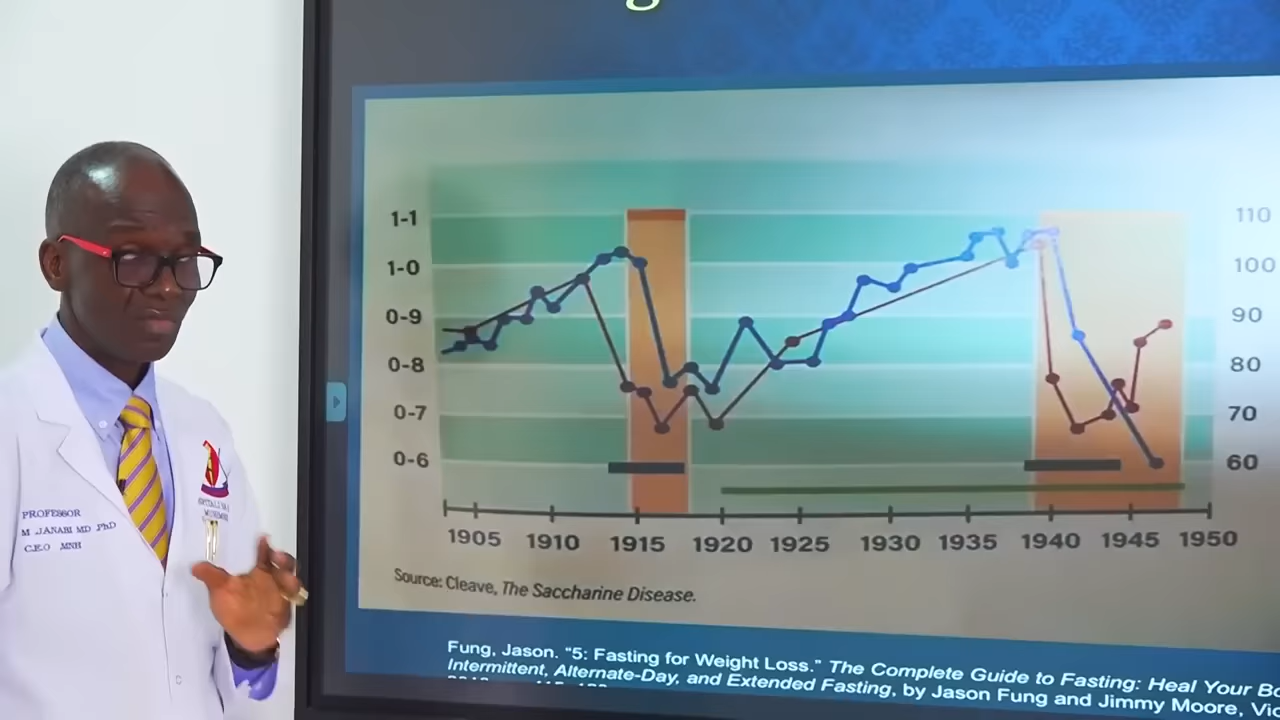 PROFESSOR
M JANABI MD PhD
C.E.O MNH
1-1
1-0
0-9
0-8
0-7
0-6
110
100
90
80
70
60
1905 1910 1915 1920 1925 1930 1935 1940 1945 1950
Source: Cleave, The Saccharine Disease.
Fung, Jason. "5: Fasting for Weight Loss." The Complete Guide to Fasting: Heal Your
Intermittent, Alternate-Day, and Extended Fasting, by Jason Fung and Jimmy Moore,